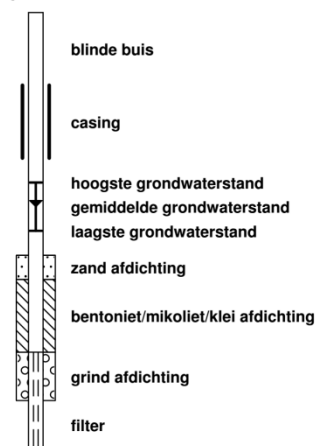 blinde buis
casing
hoogste grondwaterstand
gemiddelde grondwaterstand
laagste grondwaterstand
zand afdichting
bentoniet/mikoliet/klei afdichting
grind afdichting
filter